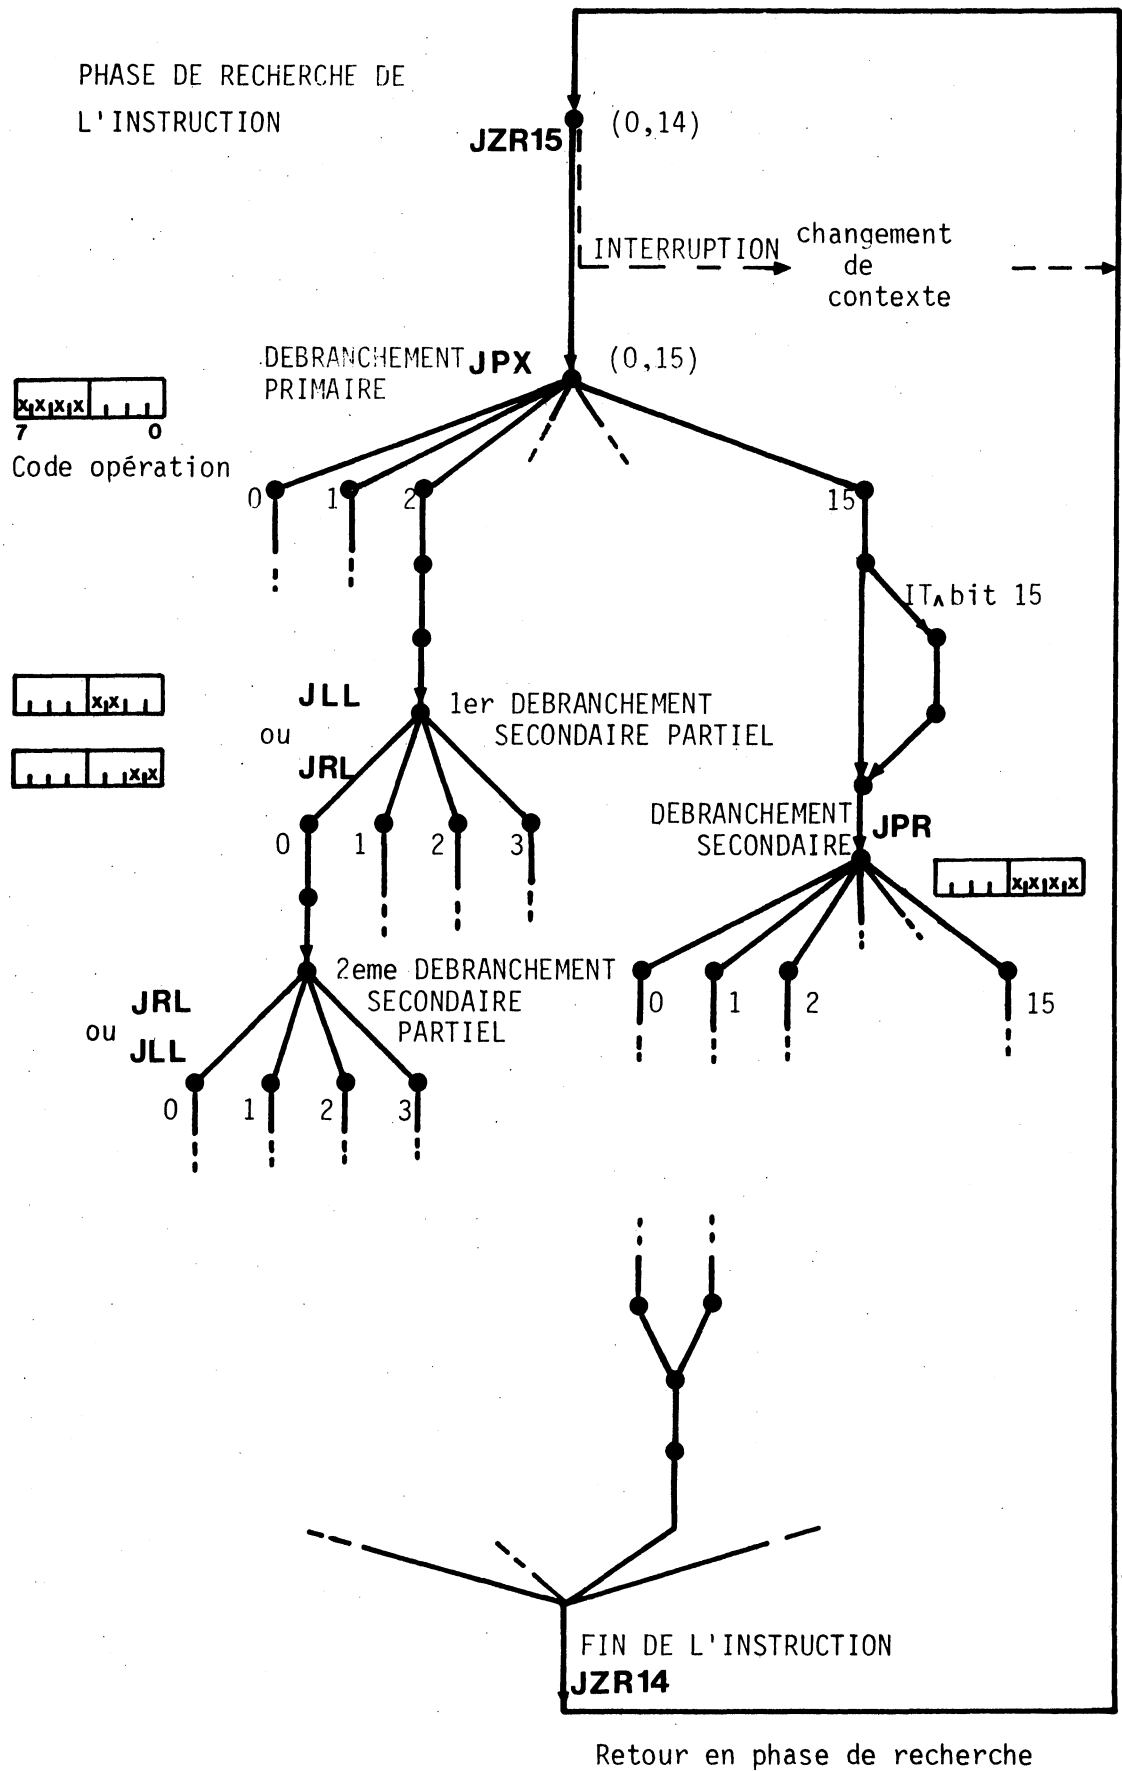 PHASE DE RECHERCHE DE
L'INSTRUCTION
(0,14)
JZR15
INTERRUPTION
changement
de
contexte
DEBRANCHEMENT
PRIMAIRE
JPX
(0,15)
x x x x
7 0
Code opération
0
1
2
15
IT∧bit 15
x x
JLL
ou
JRL
1er DEBRANCHEMENT
SECONDAIRE PARTIEL
x x
0
1
2
3
DEBRANCHEMENT
SECONDAIRE
JPR
x x x x
0
1
2
15
2eme DEBRANCHEMENT
SECONDAIRE
PARTIEL
JRL
ou
JLL
0
1
2
3
FIN DE L'INSTRUCTION
JZR14
Retour en phase de recherche